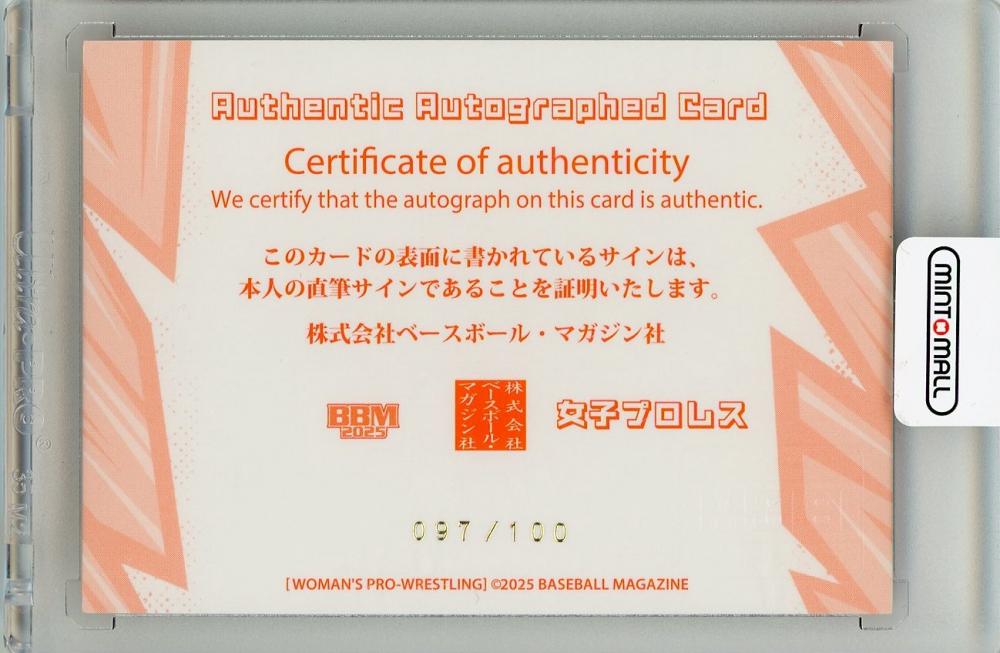 Authentic Autographed Card
Certificate of authenticity
We certify that the autograph on this card is authentic.
このカードの表面に書かれているサインは、
本人の直筆サインであることを証明いたします。
株式会社ベースボール・マガジン社
BBM
2025
株式会社
ベースボール・
マガジン社
女子プロレス
097/100
[WOMAN'S PRO-WRESTLING] ©2025 BASEBALL MAGAZINE
MINTOMALL